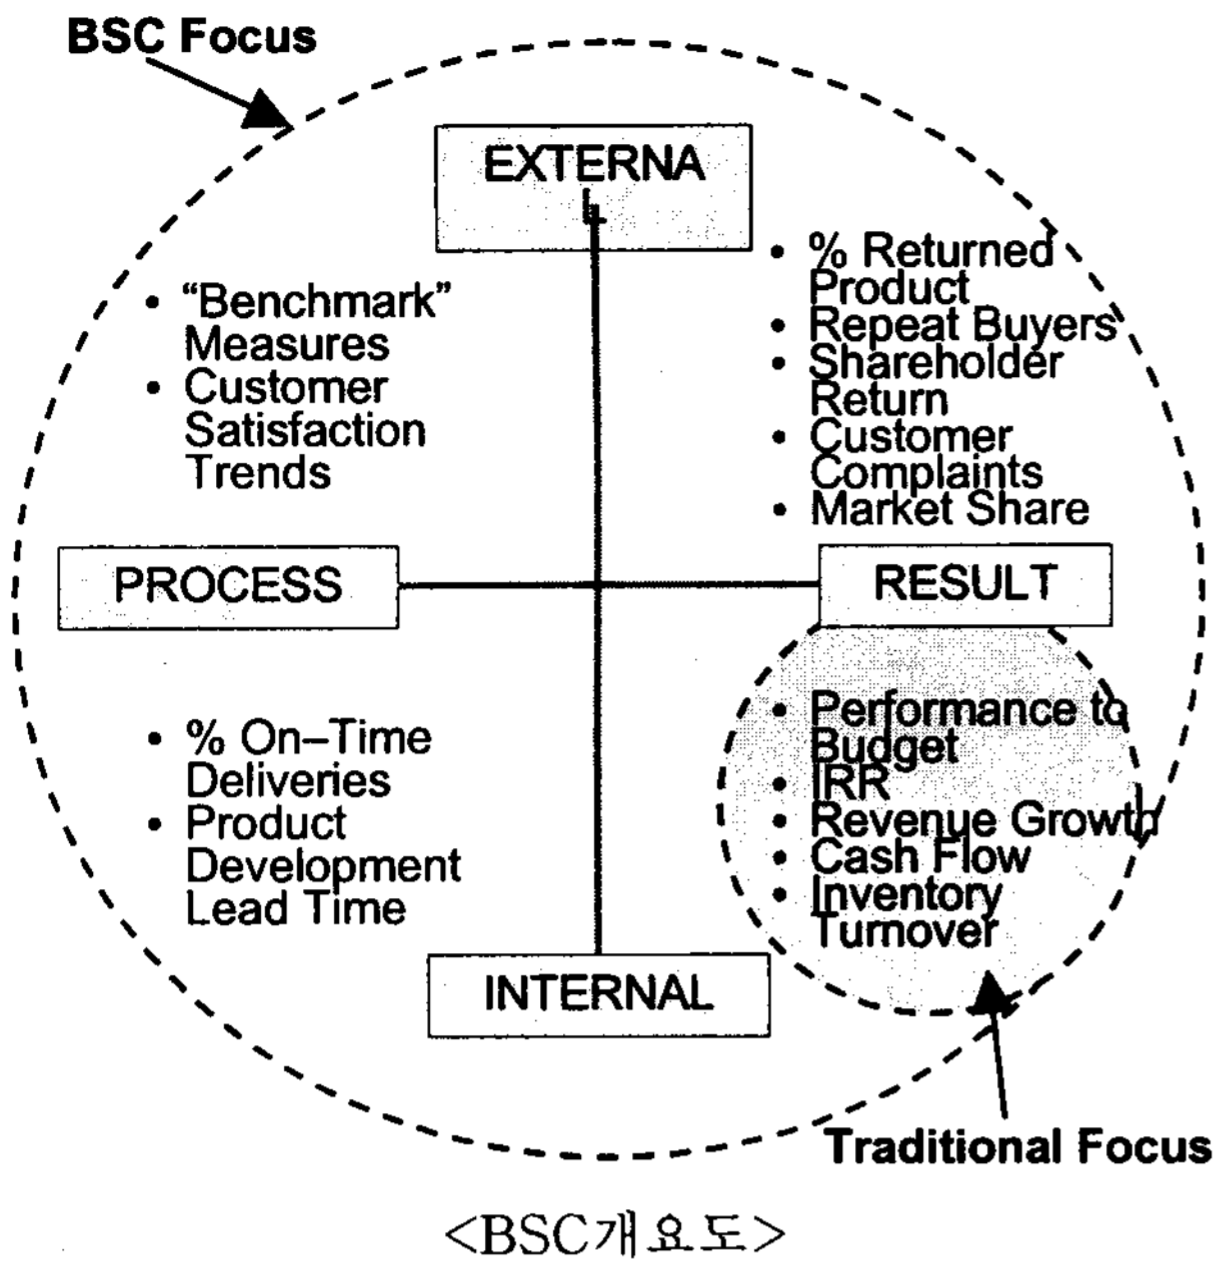 BSC Focus
EXTERNA
L
• “Benchmark”
Measures
• Customer
Satisfaction
Trends
• % Returned
Product
• Repeat Buyers
• Shareholder
Return
• Customer
Complaints
• Market Share
PROCESS
RESULT
• % On–Time
Deliveries
• Product
Development
Lead Time
• Performance to
Budget
• IRR
• Revenue Growth
• Cash Flow
• Inventory
Turnover
INTERNAL
Traditional Focus
<BSC개요도>